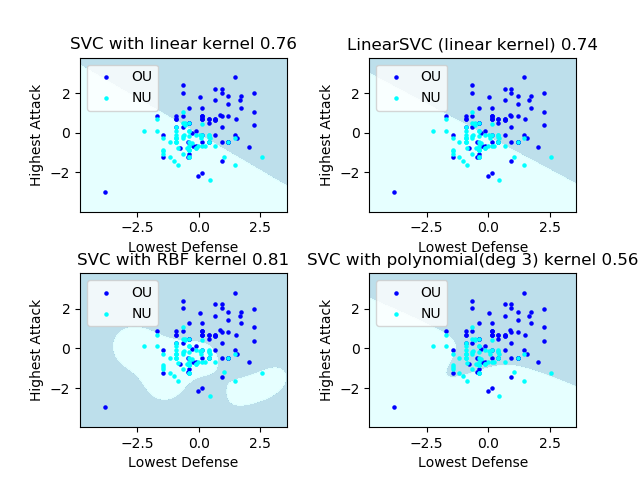 SVC with linear kernel 0.76
OU
NU
Highest Attack
2
0
−2
−2.5
0.0
2.5
Lowest Defense
LinearSVC (linear kernel) 0.74
OU
NU
Highest Attack
2
0
−2
−2.5
0.0
2.5
Lowest Defense
SVC with RBF kernel 0.81
OU
NU
Highest Attack
2
0
−2
−2.5
0.0
2.5
Lowest Defense
SVC with polynomial(deg 3) kernel 0.56
OU
NU
Highest Attack
2
0
−2
−2.5
0.0
2.5
Lowest Defense